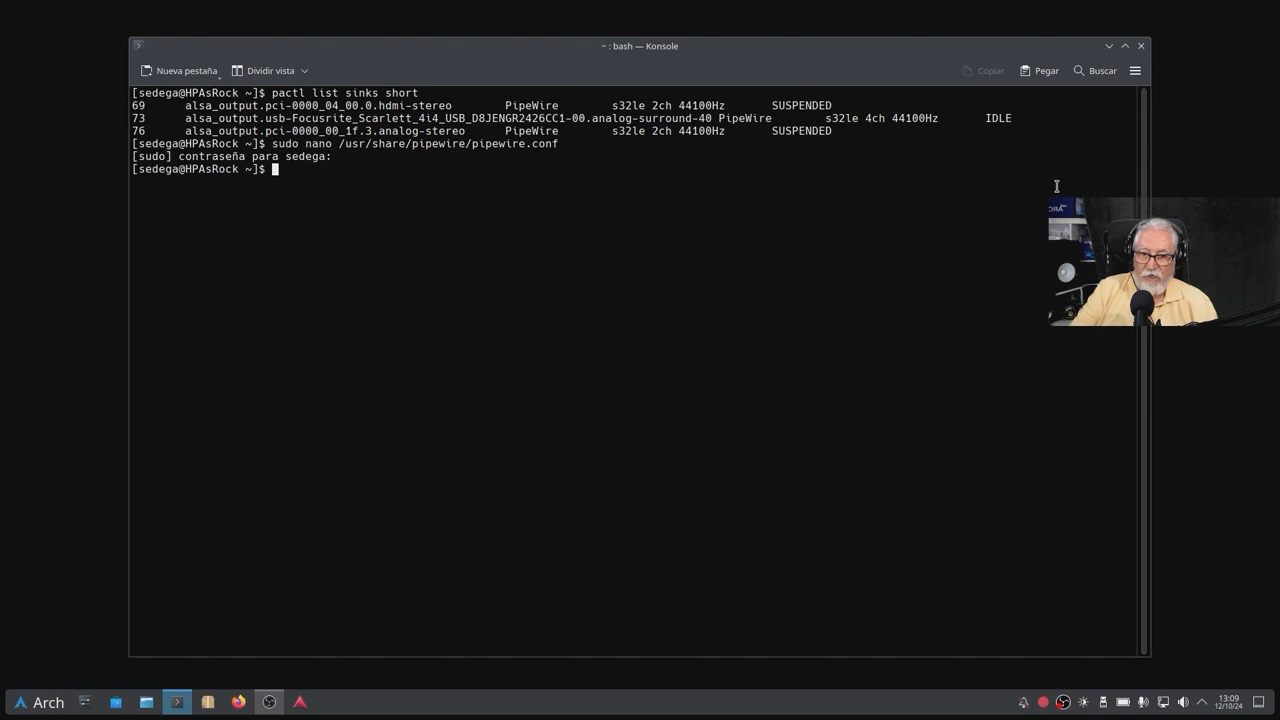 ~ : bash — Konsole
Nueva pestaña
Dividir vista
Copiar
Pegar
Buscar
[sedega@HPAsRock ~]$ pactl list sinks short
69 alsa_output.pci-0000_04_00.0.hdmi-stereo PipeWire s32le 2ch 44100Hz SUSPENDED
73 alsa_output.usb-Focusrite_Scarlett_4i4_USB_D8JENGR2426CC1-00.analog-surround-40 PipeWire s32le 4ch 44100Hz IDLE
76 alsa_output.pci-0000_00_1f.3.analog-stereo PipeWire s32le 2ch 44100Hz SUSPENDED
[sedega@HPAsRock ~]$ sudo nano /usr/share/pipewire/pipewire.conf
[sudo] contraseña para sedega:
[sedega@HPAsRock ~]$
Arch
13:09
12/10/24